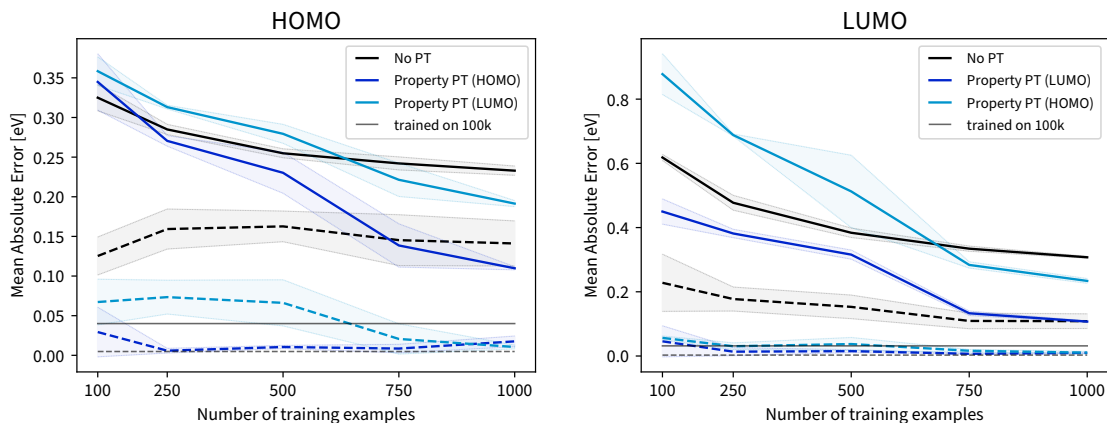 HOMO
Mean Absolute Error [eV]
0.35
0.30
0.25
0.20
0.15
0.10
0.05
0.00
No PT
Property PT (HOMO)
Property PT (LUMO)
trained on 100k
100
250
500
750
1000
Number of training examples
LUMO
Mean Absolute Error [eV]
0.8
0.6
0.4
0.2
0.0
No PT
Property PT (LUMO)
Property PT (HOMO)
trained on 100k
100
250
500
750
1000
Number of training examples